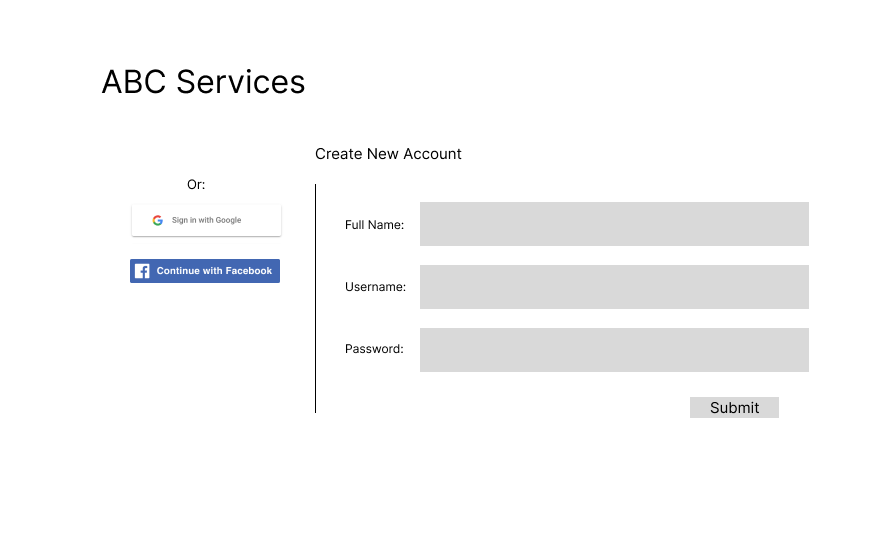 ABC Services
Create New Account
Or:
Sign in with Google
Continue with Facebook
Full Name:
Username:
Password:
Submit